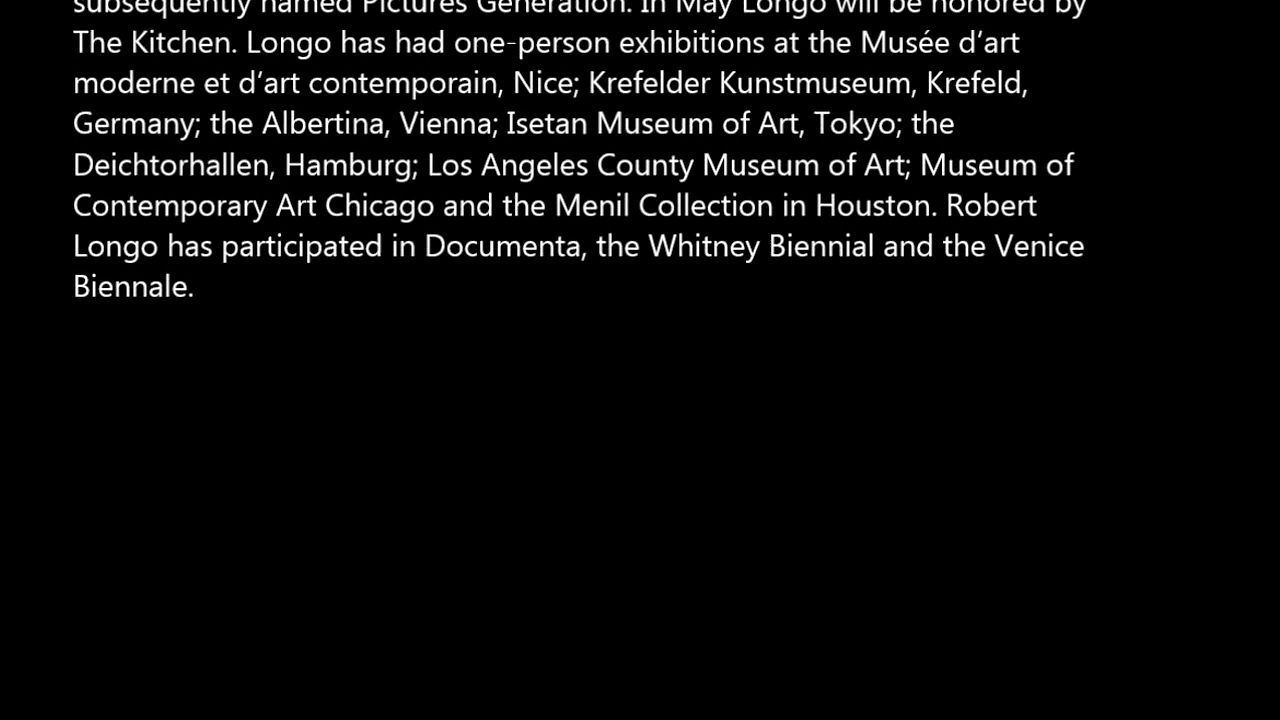 subsequently named Pictures Generation. In May Longo will be honored by
The Kitchen. Longo has had one-person exhibitions at the Musée d’art
moderne et d’art contemporain, Nice; Krefelder Kunstmuseum, Krefeld,
Germany; the Albertina, Vienna; Isetan Museum of Art, Tokyo; the
Deichtorhallen, Hamburg; Los Angeles County Museum of Art; Museum of
Contemporary Art Chicago and the Menil Collection in Houston. Robert
Longo has participated in Documenta, the Whitney Biennial and the Venice
Biennale.